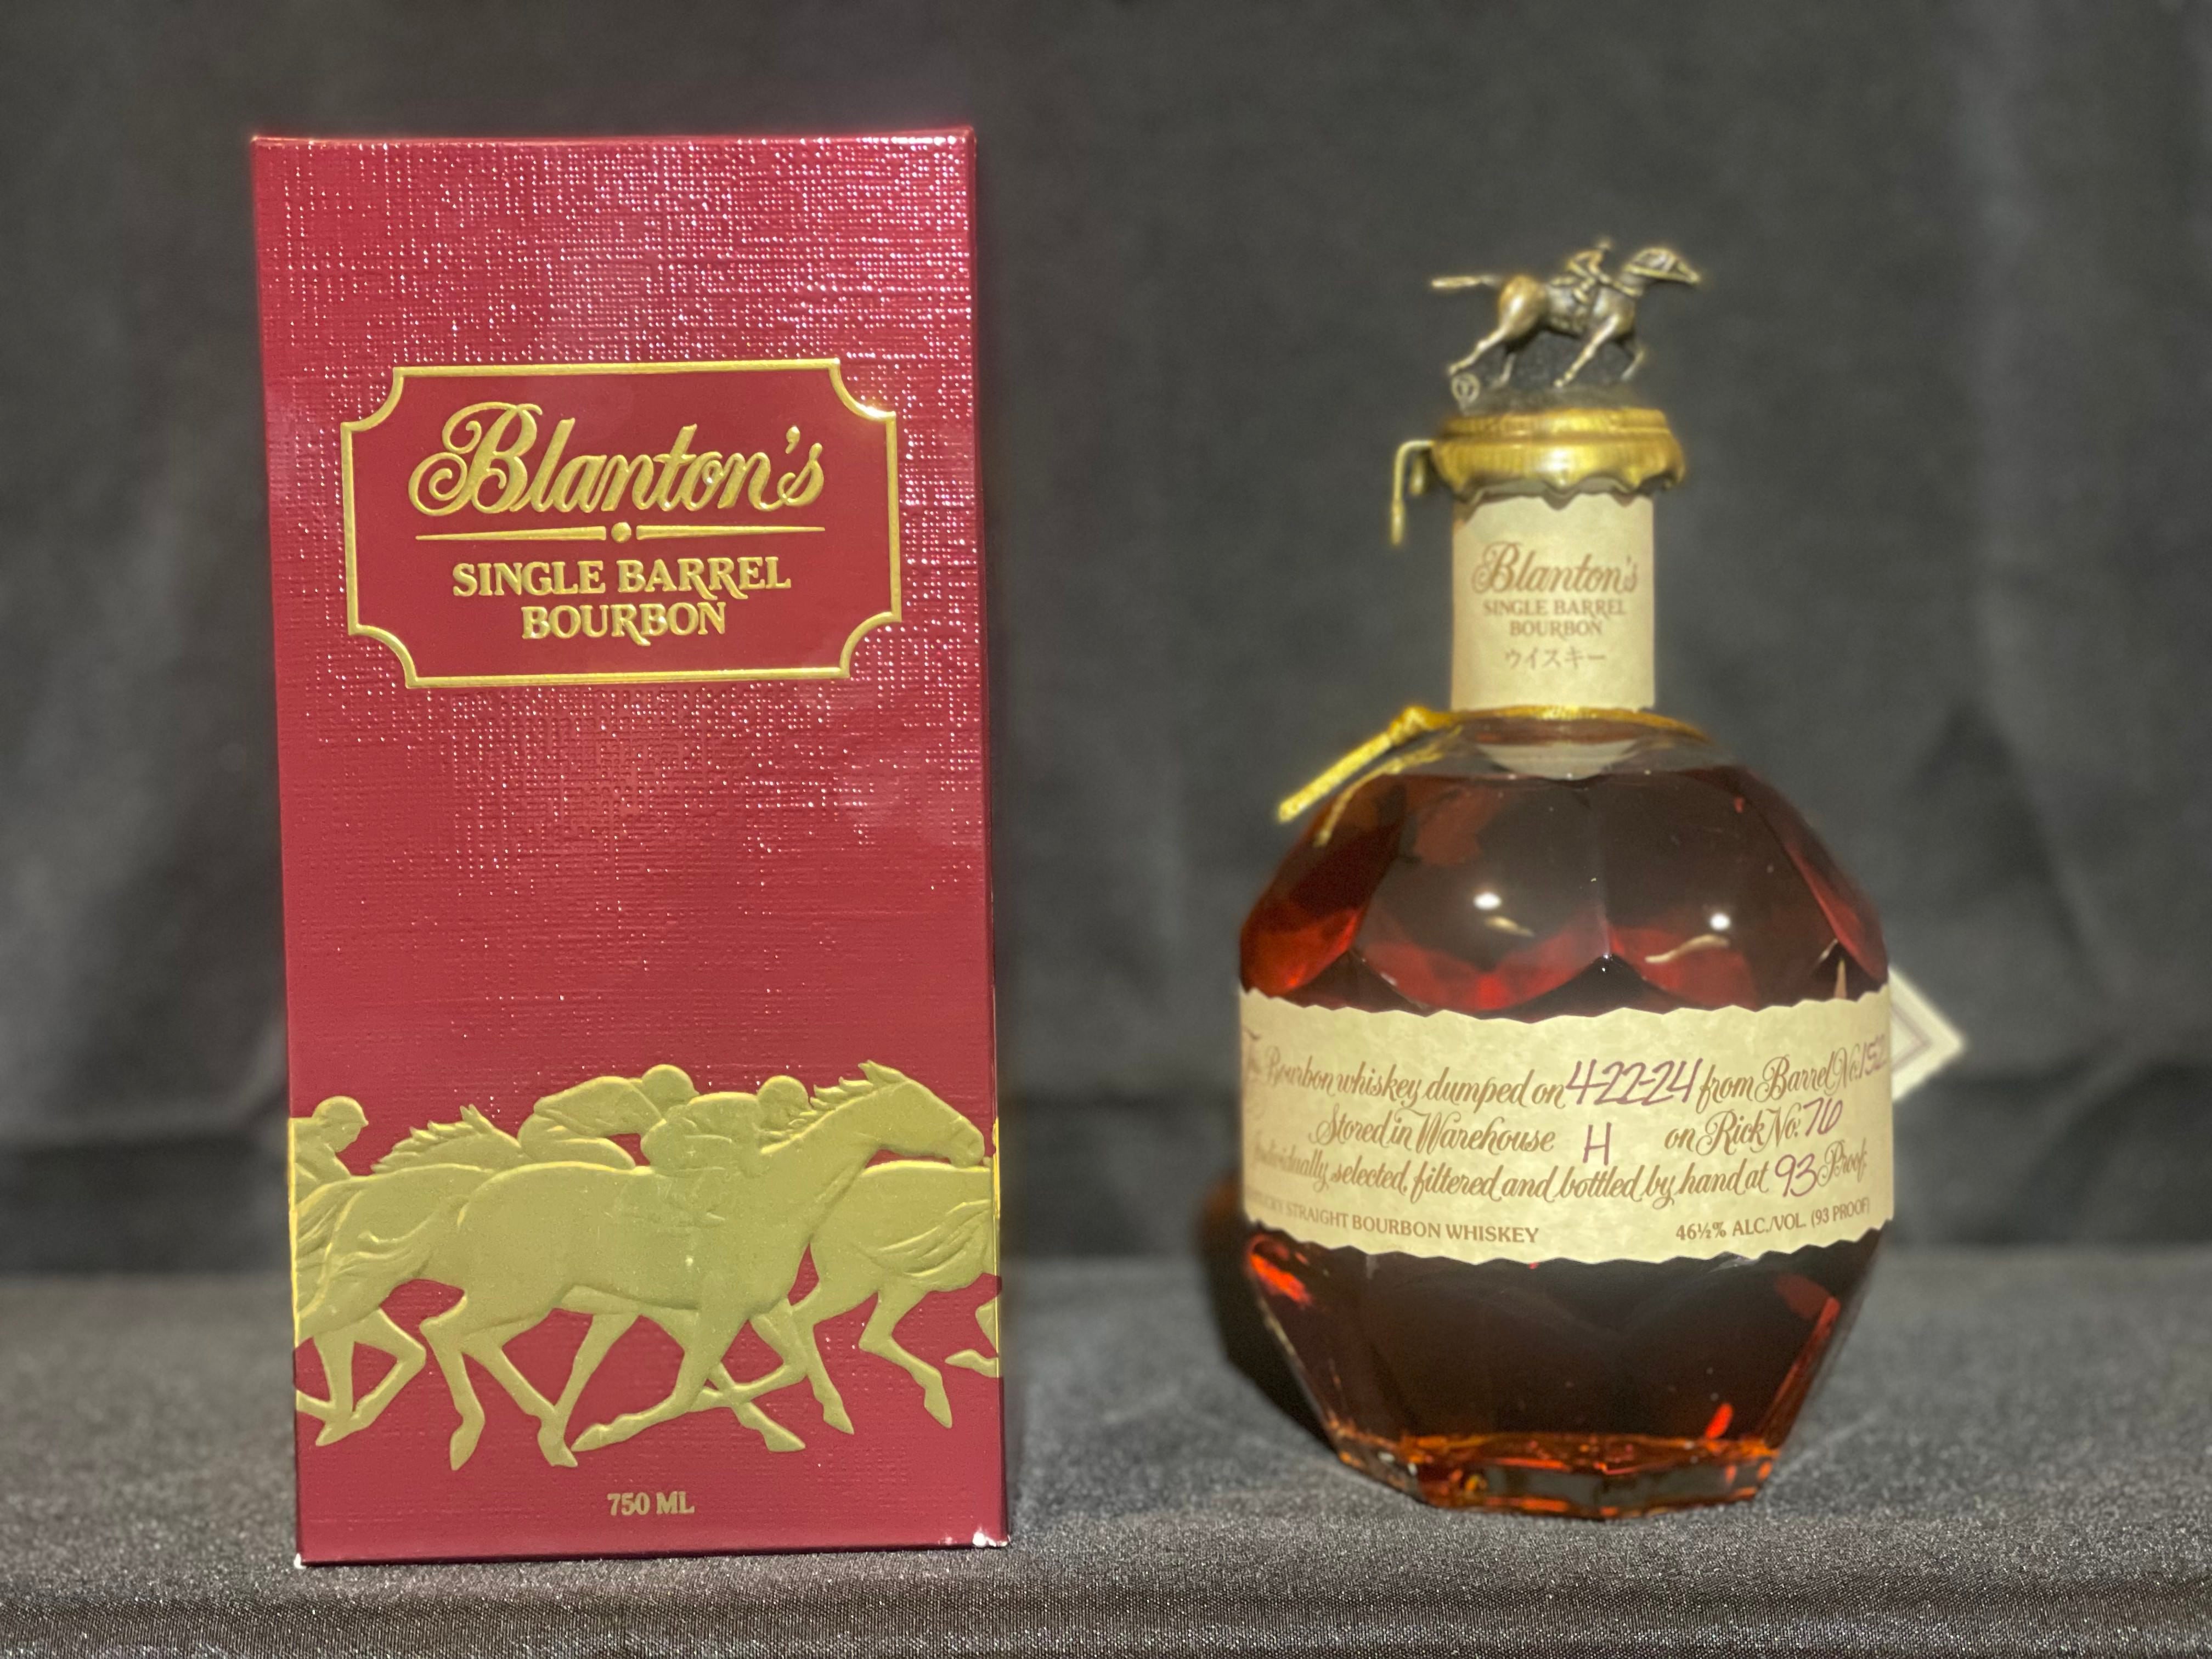 Blanton's
SINGLE BARREL
BOURBON
750 ML
Blanton's
SINGLE BARREL
BOURBON
ウイスキー
Bourbon whiskey dumped on 4-22-24 from Barrel No. 152
Stored in Warehouse H on Rick No. 76
selected, filtered and bottled by hand at 93 Proof.
STRAIGHT BOURBON WHISKEY 46½% ALC./VOL. (93 PROOF)